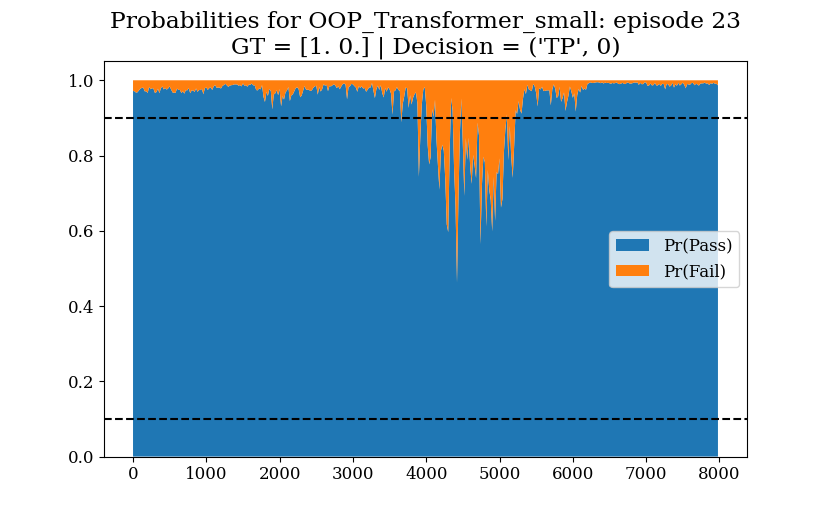 Probabilities for OOP_Transformer_small: episode 23
GT = [1. 0.] | Decision = ('TP', 0)
1.0
0.8
0.6
0.4
0.2
0.0
Pr(Pass)
Pr(Fail)
0 1000 2000 3000 4000 5000 6000 7000 8000